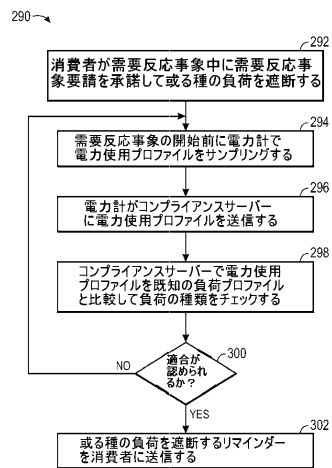 290
292
消費者が需要反応事象中に需要反応事
象要請を承諾して或る種の負荷を遮断する
294
需要反応事象の開始前に電力計で
電力使用プロファイルをサンプリングする
296
電力計がコンプライアンスサーバー
に電力使用プロファイルを送信する
298
コンプライアンスサーバーで電力使用
プロファイルを既知の負荷プロファイル
と比較して負荷の種類をチェックする
300
適合が
認められ
るか?
NO
YES
302
或る種の負荷を遮断するリマインダー
を消費者に送信する